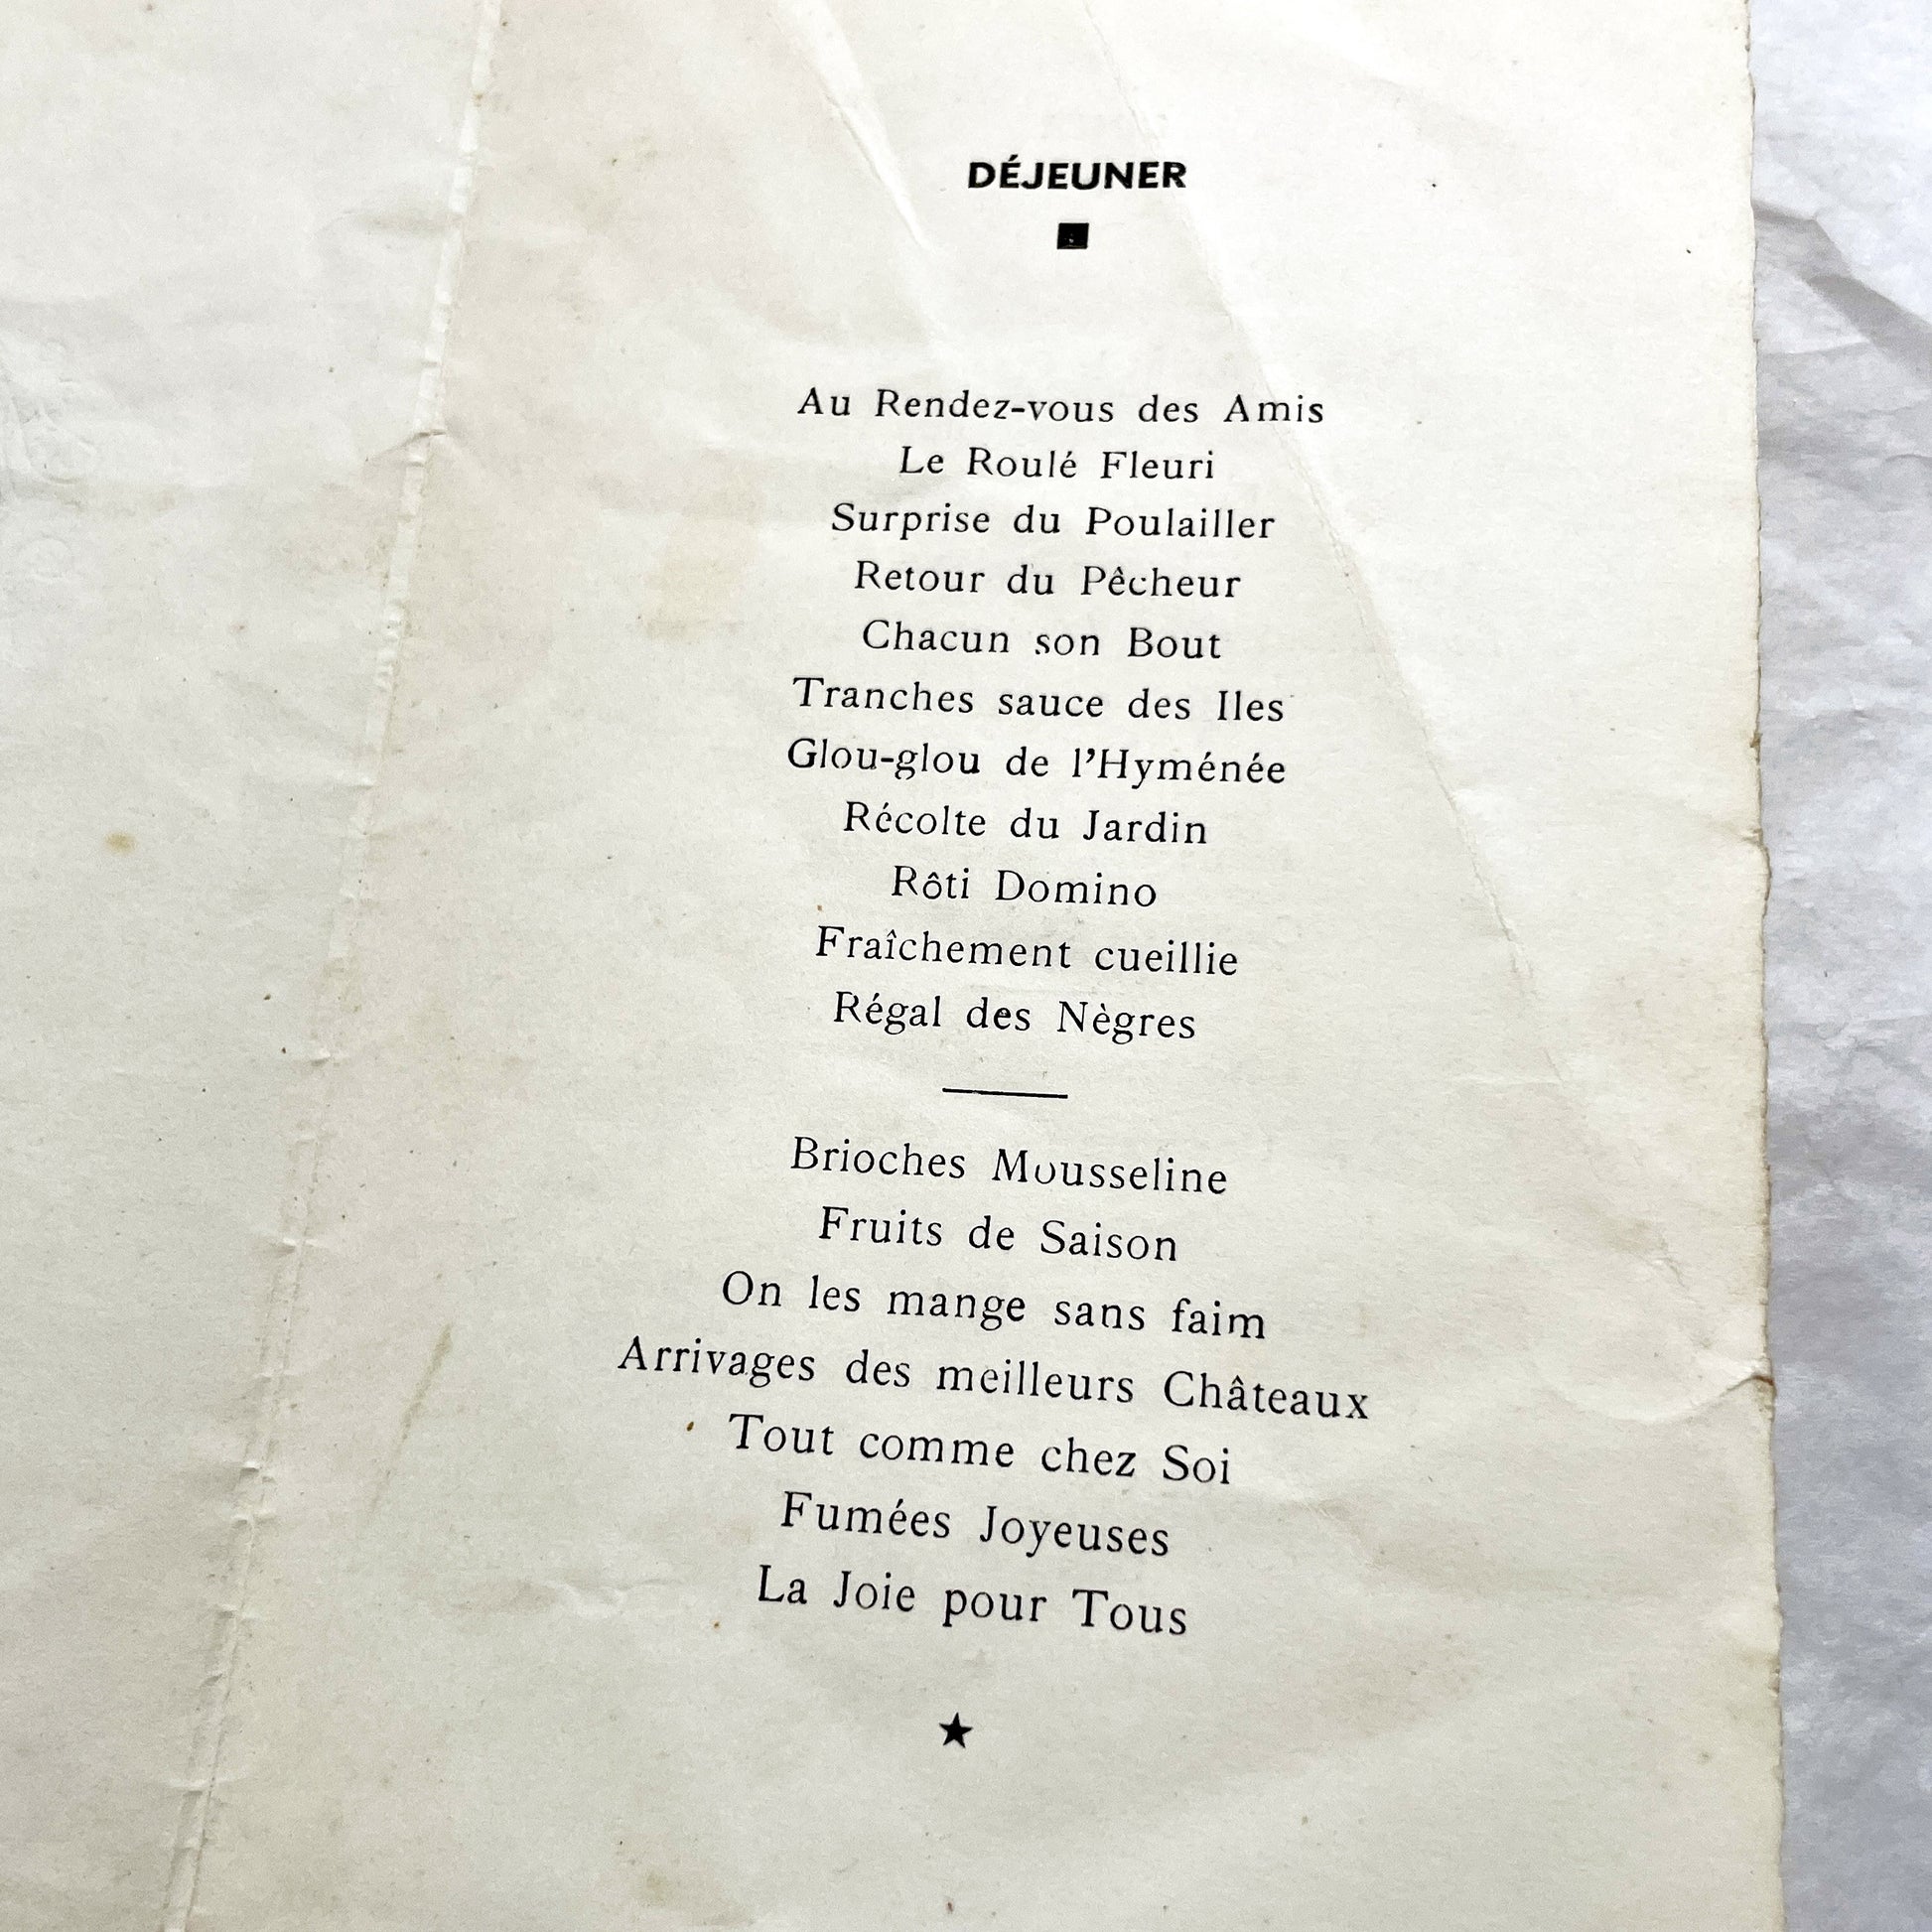 DÉJEUNER
Au Rendez-vous des Amis
Le Roulé Fleuri
Surprise du Poulailler
Retour du Pêcheur
Chacun son Bout
Tranches sauce des Iles
Glou-glou de l'Hyménée
Récolte du Jardin
Rôti Domino
Fraîchement cueillie
Régal des Nègres
Brioches Mousseline
Fruits de Saison
On les mange sans faim
Arrivages des meilleurs Châteaux
Tout comme chez Soi
Fumées Joyeuses
La Joie pour Tous